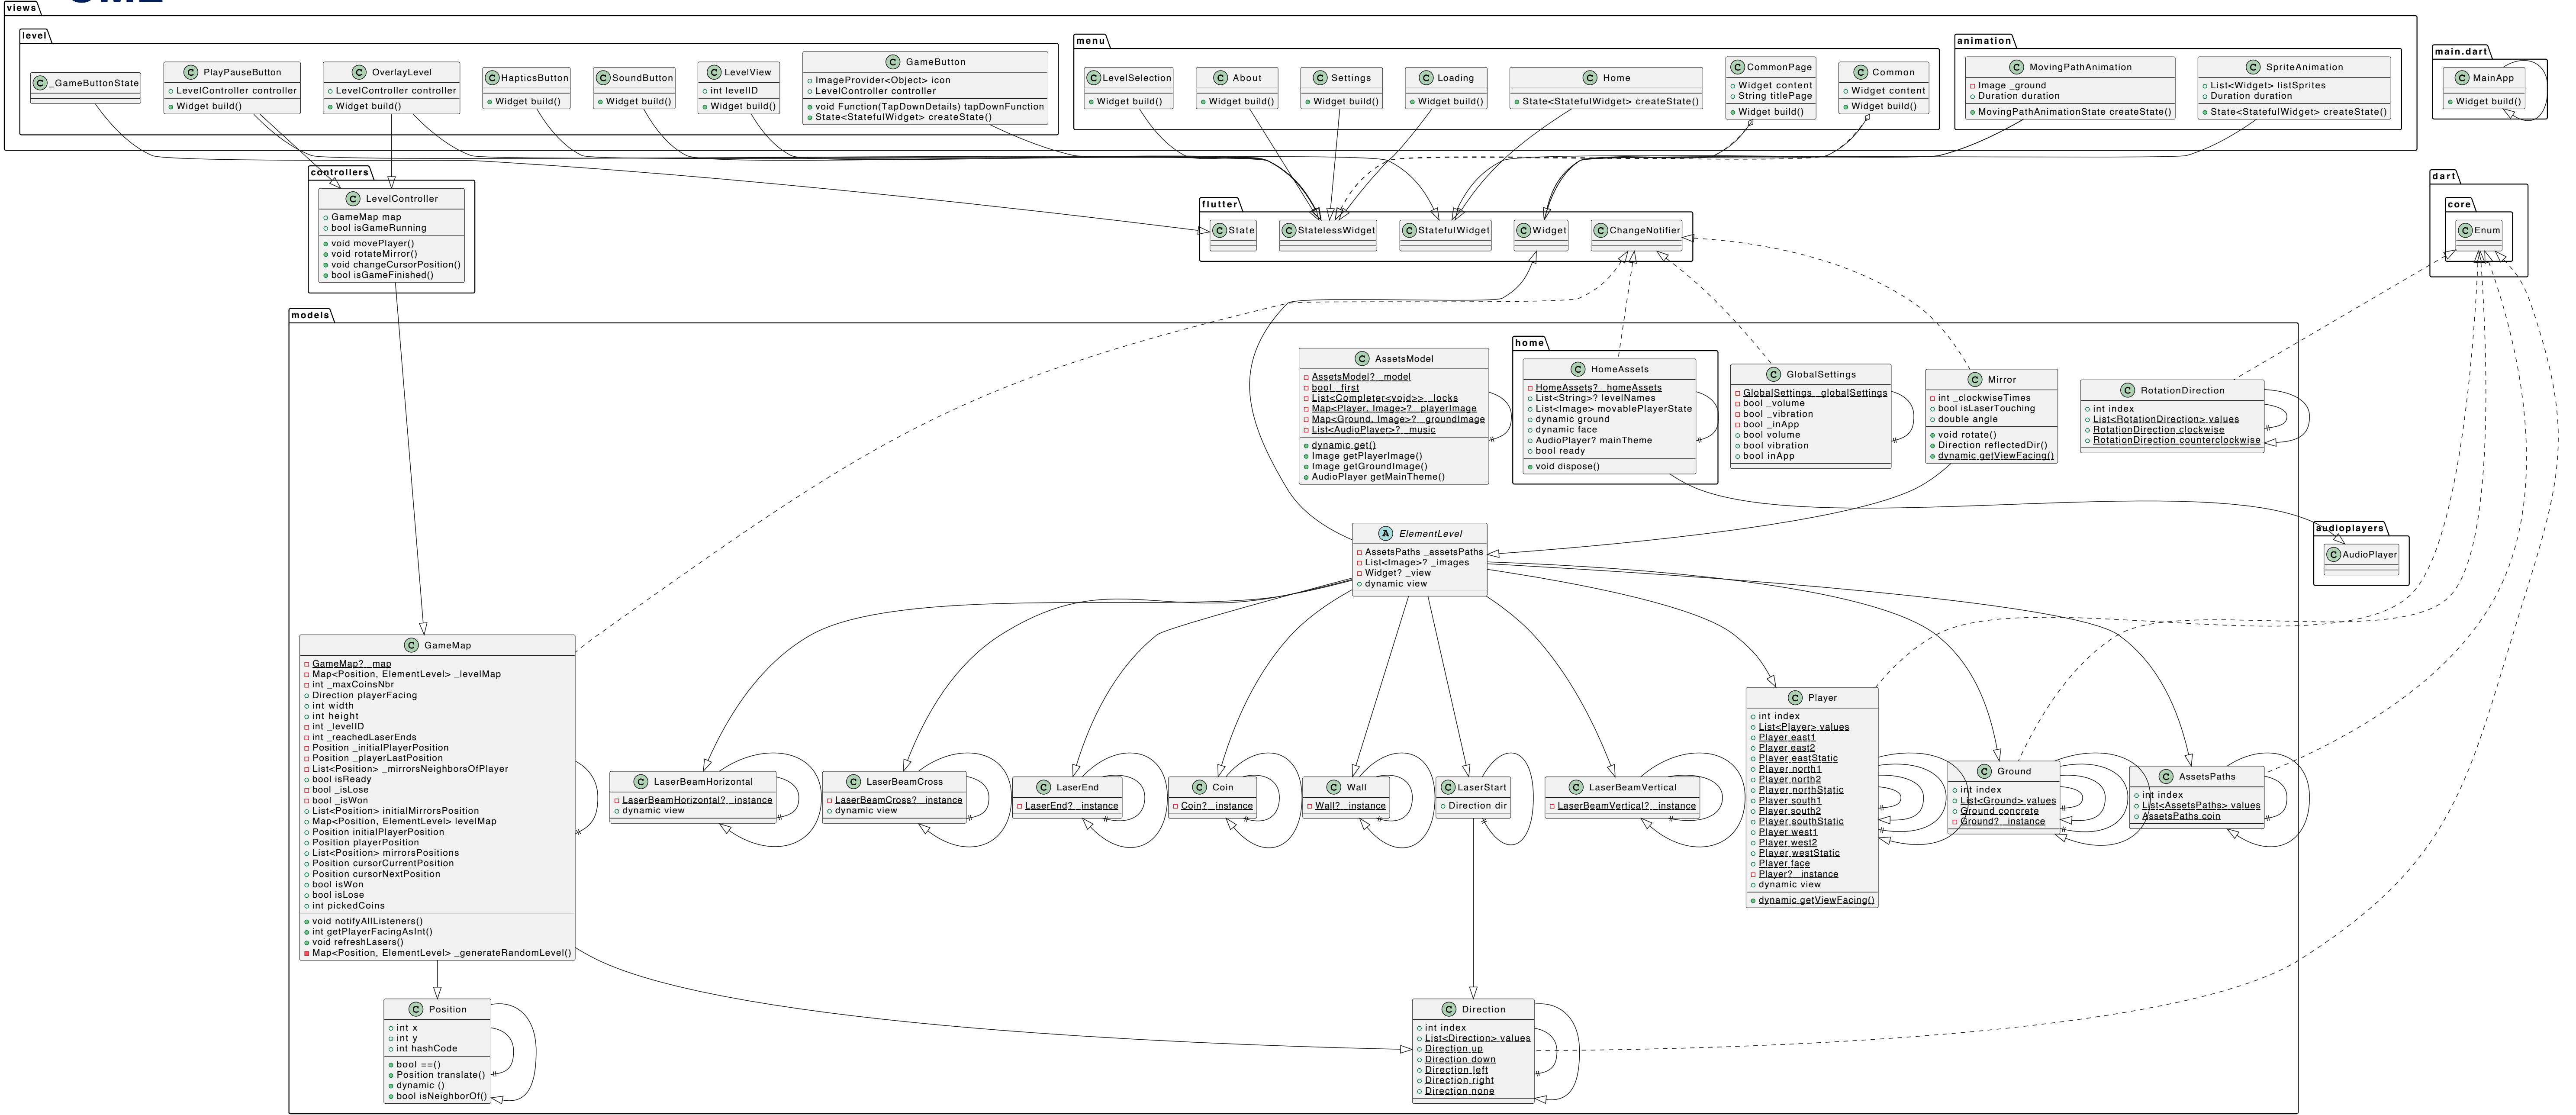 UML
views
level
_GameButtonState
PlayPauseButton
LevelController controller
Widget build()
OverlayLevel
LevelController controller
Widget build()
HapticsButton
Widget build()
SoundButton
Widget build()
LevelView
int levelID
Widget build()
GameButton
ImageProvider<Object> icon
LevelController controller
void Function(TapDownDetails) tapDownFunction
State<StatefulWidget> createState()
menu
LevelSelection
Widget build()
About
Widget build()
Settings
Widget build()
Loading
Widget build()
Home
State<StatefulWidget> createState()
CommonPage
Widget content
String titlePage
Widget build()
Common
Widget content
Widget build()
animation
MovingPathAnimation
Image _ground
Duration duration
MovingPathAnimationState createState()
SpriteAnimation
List<Widget> listSprites
Duration duration
State<StatefulWidget> createState()
main.dart
MainApp
Widget build()
controllers
LevelController
GameMap map
bool isGameRunning
void movePlayer()
void rotateMirror()
void changeCursorPosition()
bool isGameFinished()
flutter
State
StatelessWidget
StatefulWidget
Widget
ChangeNotifier
dart
core
Enum
models
AssetsModel
AssetsModel? _model
bool _first
List<Completer<void>> _locks
Map<Player, Image>? _playerImage
Map<Ground, Image>? _groundImage
List<AudioPlayer>? _music
dynamic get()
Image getPlayerImage()
Image getGroundImage()
AudioPlayer getMainTheme()
home
HomeAssets
HomeAssets? _homeAssets
List<String>? levelNames
List<Image> movablePlayerState
dynamic ground
dynamic face
AudioPlayer? mainTheme
bool ready
void dispose()
GlobalSettings
GlobalSettings _globalSettings
bool _volume
bool _vibration
bool _inApp
bool volume
bool vibration
bool inApp
Mirror
int _clockwiseTimes
bool isLaserTouching
double angle
void rotate()
Direction reflectedDir()
dynamic getViewFacing()
RotationDirection
int index
List<RotationDirection> values
RotationDirection clockwise
RotationDirection counterclockwise
audioplayers
AudioPlayer
ElementLevel
AssetsPaths _assetsPaths
List<Image>? _images
Widget? _view
dynamic view
GameMap
GameMap? _map
Map<Position, ElementLevel> _levelMap
int _maxCoinsNbr
Direction playerFacing
int width
int height
int _levelID
int _reachedLaserEnds
Position _initialPlayerPosition
Position _playerLastPosition
List<Position> _mirrorsNeighborsOfPlayer
bool isReady
bool _isLose
bool _isWon
List<Position> initialMirrorsPosition
Map<Position, ElementLevel> levelMap
Position initialPlayerPosition
Position playerPosition
List<Position> mirrorsPositions
Position cursorCurrentPosition
Position cursorNextPosition
bool isWon
bool isLose
int pickedCoins
void notifyAllListeners()
int getPlayerFacingAsInt()
void refreshLasers()
Map<Position, ElementLevel> _generateRandomLevel()
LaserBeamHorizontal
LaserBeamHorizontal? _instance
dynamic view
LaserBeamCross
LaserBeamCross? _instance
dynamic view
LaserEnd
LaserEnd? _instance
Coin
Coin? _instance
Wall
Wall? _instance
LaserStart
Direction dir
LaserBeamVertical
LaserBeamVertical? _instance
Player
int index
List<Player> values
Player east1
Player east2
Player eastStatic
Player north1
Player north2
Player northStatic
Player south1
Player south2
Player southStatic
Player west1
Player west2
Player westStatic
Player face
Player? _instance
dynamic view
dynamic getViewFacing()
Ground
int index
List<Ground> values
Ground concrete
Ground? _instance
AssetsPaths
int index
List<AssetsPaths> values
AssetsPaths coin
Position
int x
int y
int hashCode
bool ==()
Position translate()
dynamic ()
bool isNeighborOf()
Direction
int index
List<Direction> values
Direction up
Direction down
Direction left
Direction right
Direction none